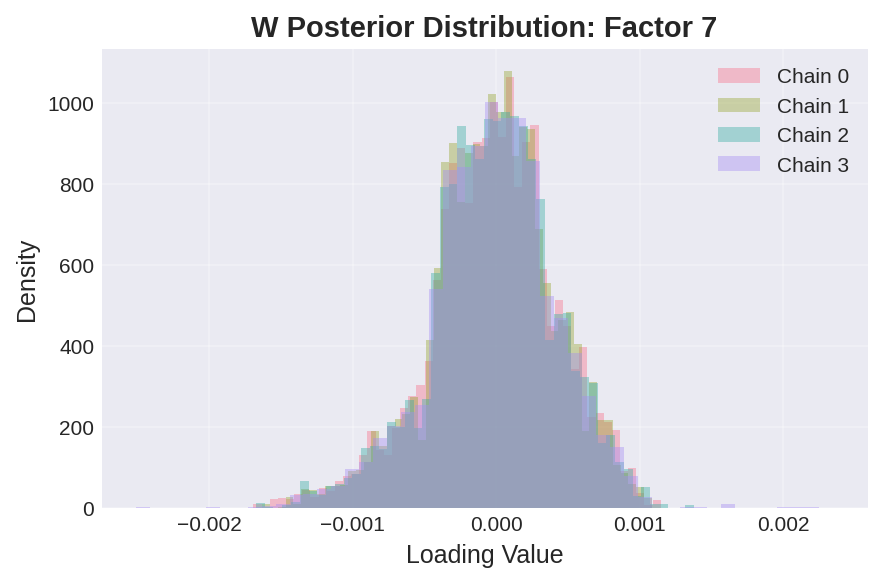 W Posterior Distribution: Factor 7
Density
1000
800
600
400
200
0
Chain 0
Chain 1
Chain 2
Chain 3
−0.002
−0.001
0.000
0.001
0.002
Loading Value